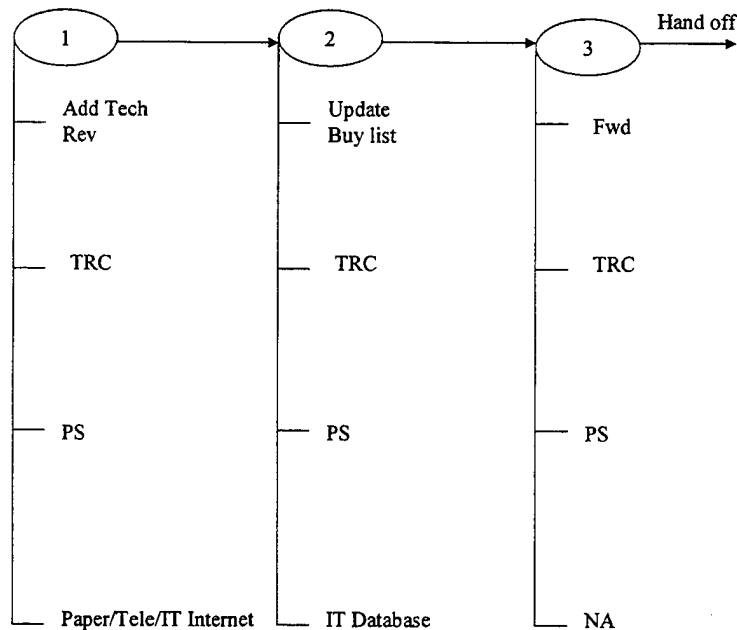 1
Add Tech
Rev
TRC
PS
Paper/Tele/IT Internet
2
Update
Buy list
TRC
PS
IT Database
3
Hand off
Fwd
TRC
PS
NA